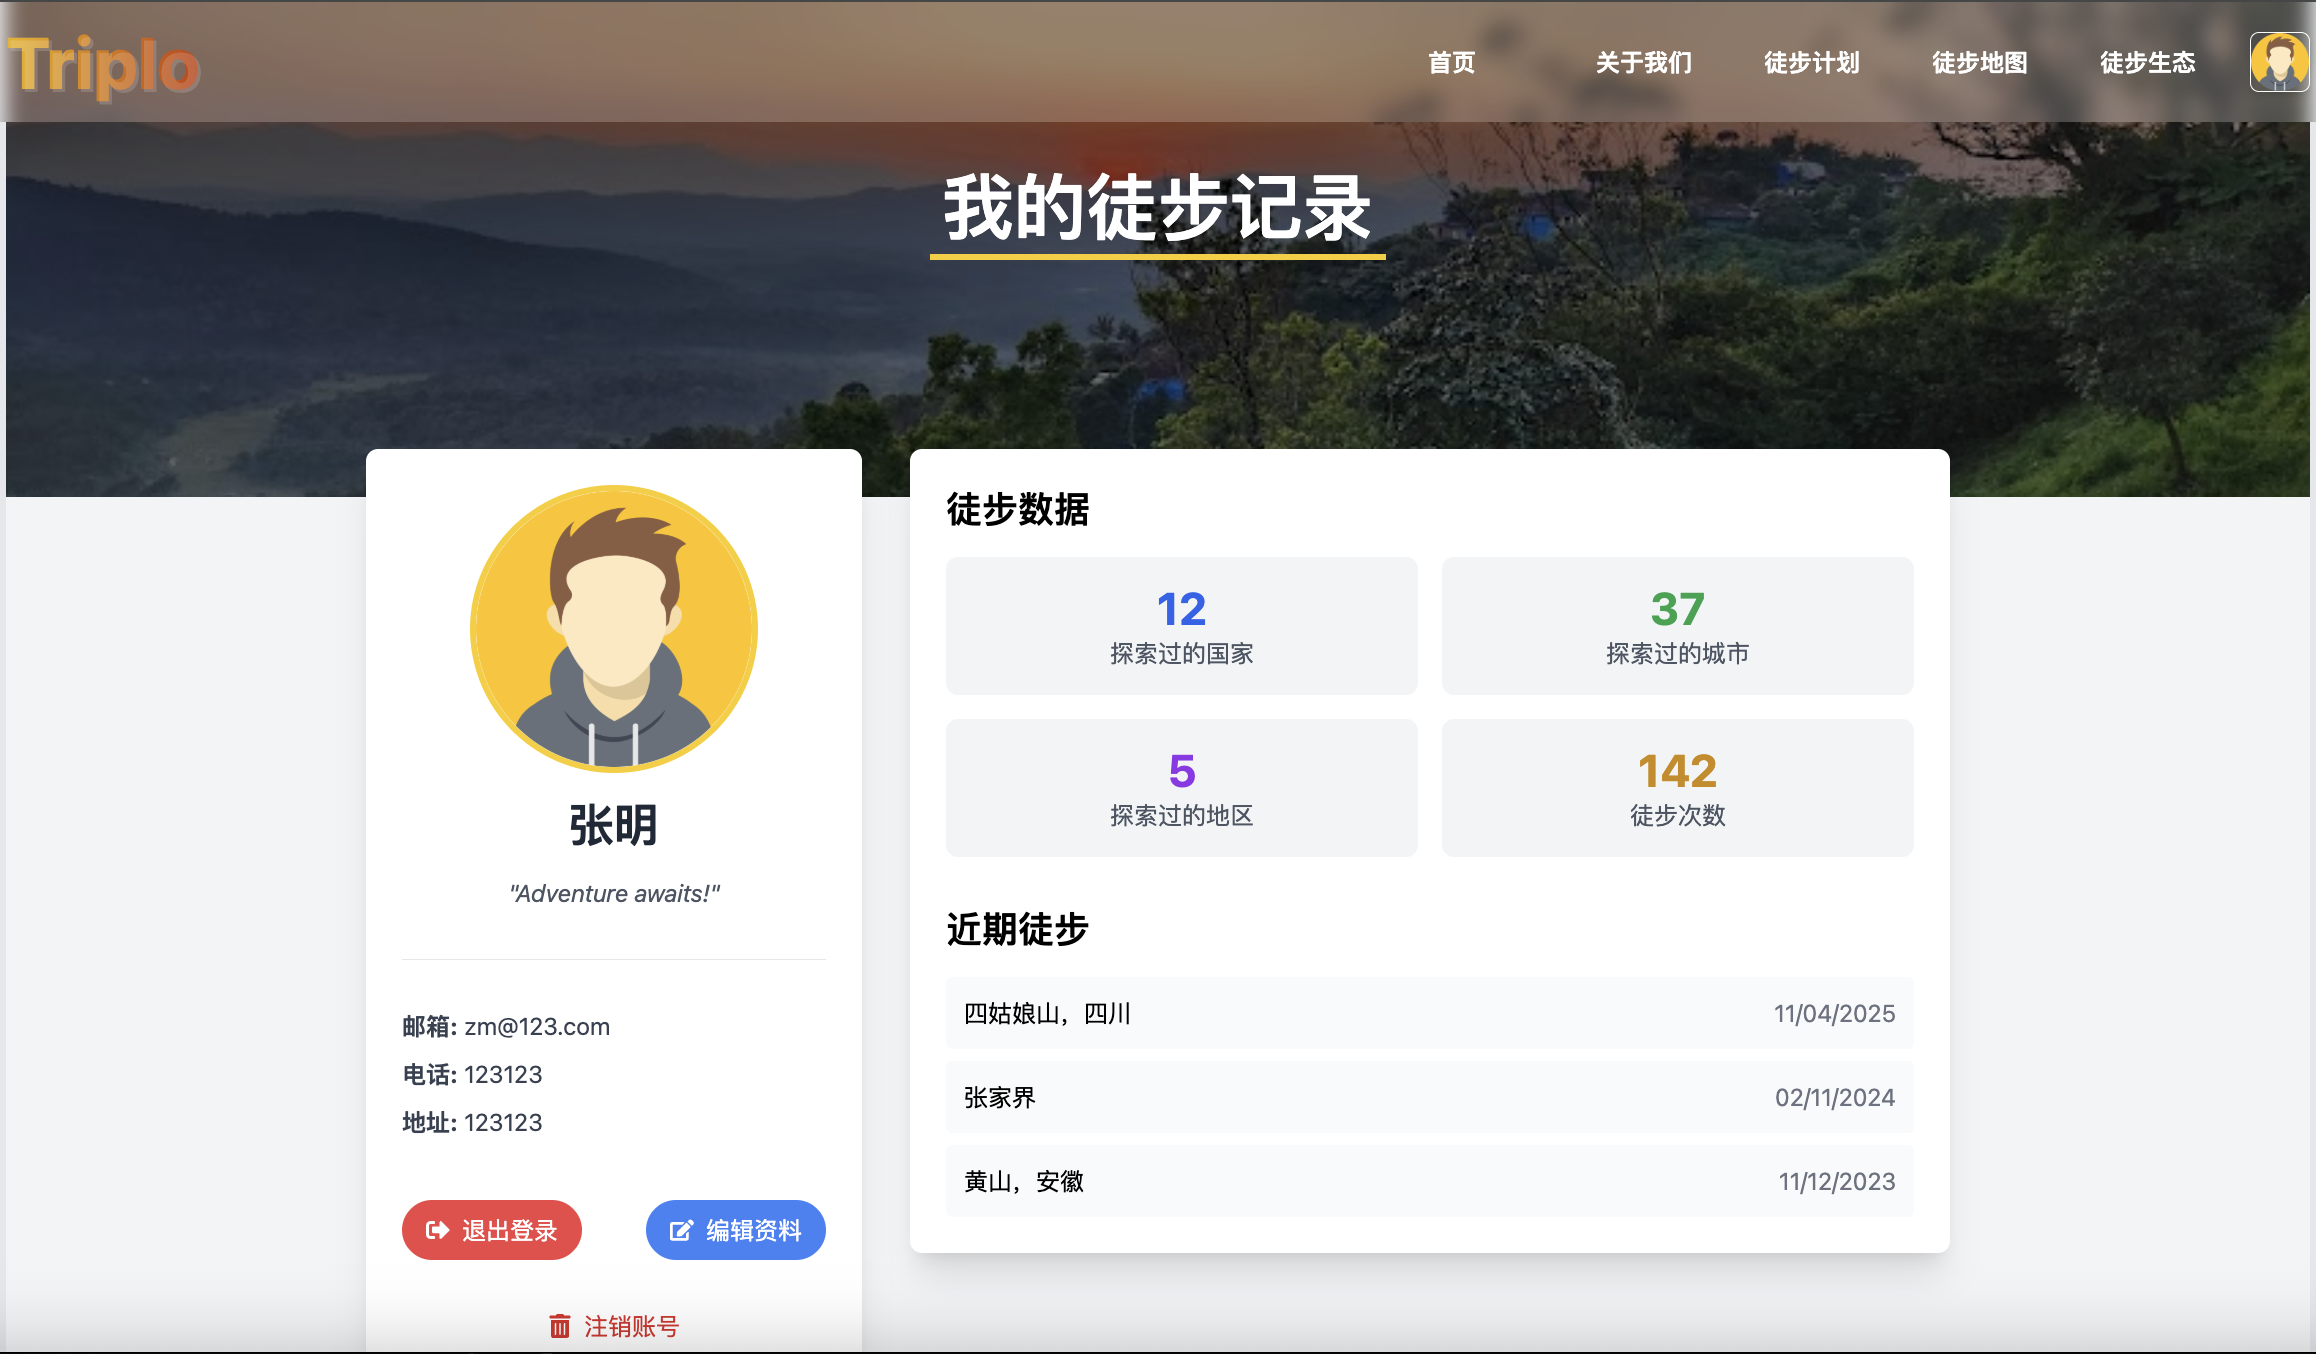 Triplo
首页
关于我们
徒步计划
徒步地图
徒步生态
我的徒步记录
张明
"Adventure awaits!"
邮箱: zm@123.com
电话: 123123
地址: 123123
退出登录
编辑资料
注销账号
徒步数据
12
探索过的国家
37
探索过的城市
5
探索过的地区
142
徒步次数
近期徒步
四姑娘山，四川
11/04/2025
张家界
02/11/2024
黄山，安徽
11/12/2023